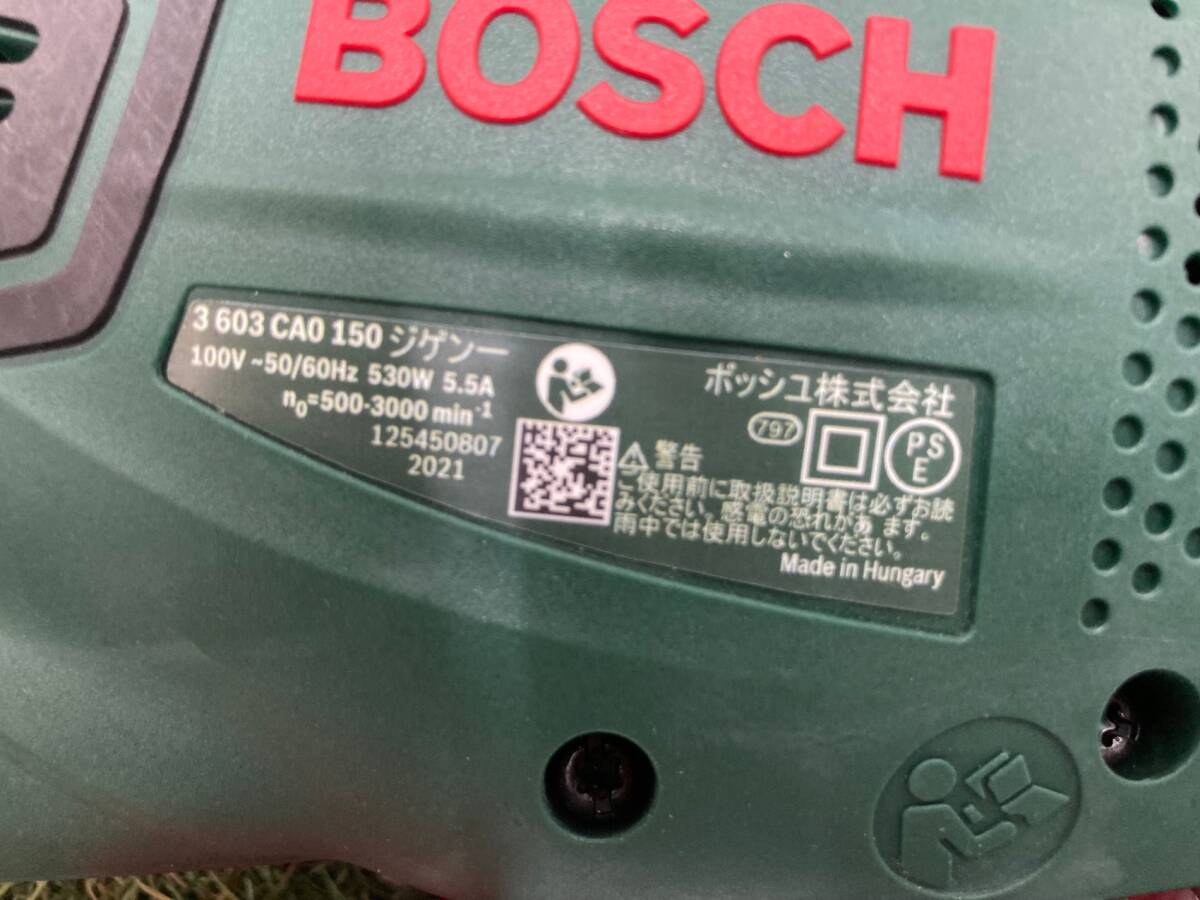 BOSCH
3 603 CA0 150 ジゲンー
100V ~50/60Hz 530W 5.5A
n0=500-3000 min-1
125450807
2021
ボッシュ株式会社
797
PS
E
警告
ご使用前に取扱説明書は必ずお読
みください。感電の恐れがあ ます。
雨中では使用しないでください。
Made in Hungary